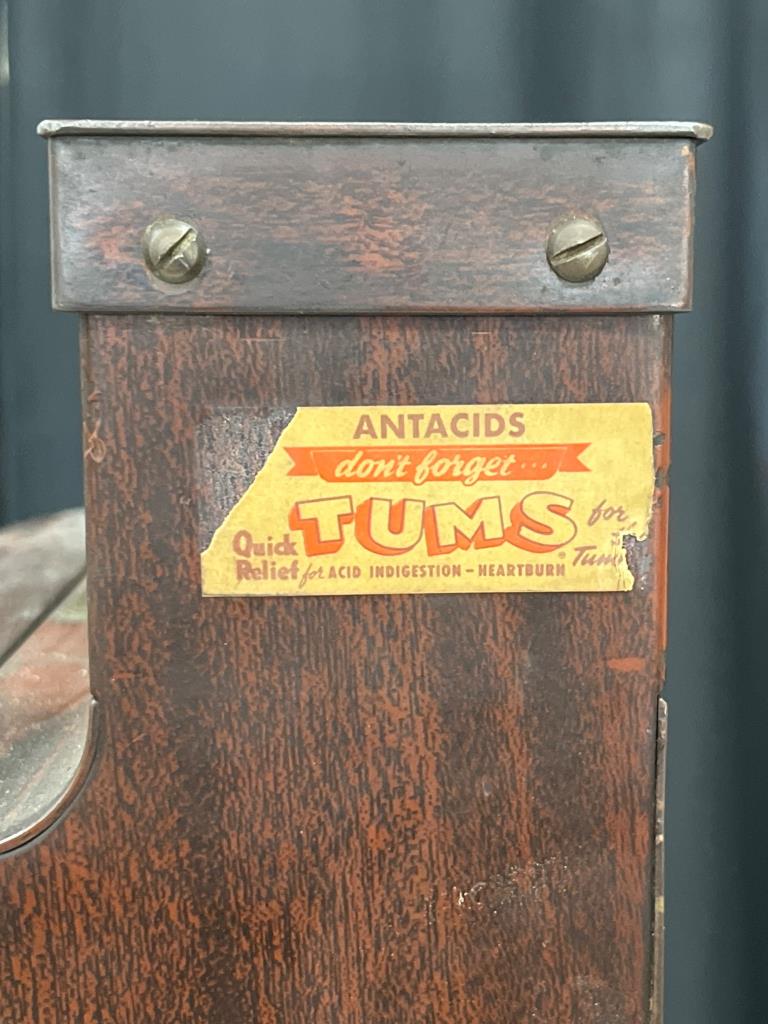 ANTACIDS
don't forget...
TUMS for
Quick
Relief for ACID INDIGESTION - HEARTBURN